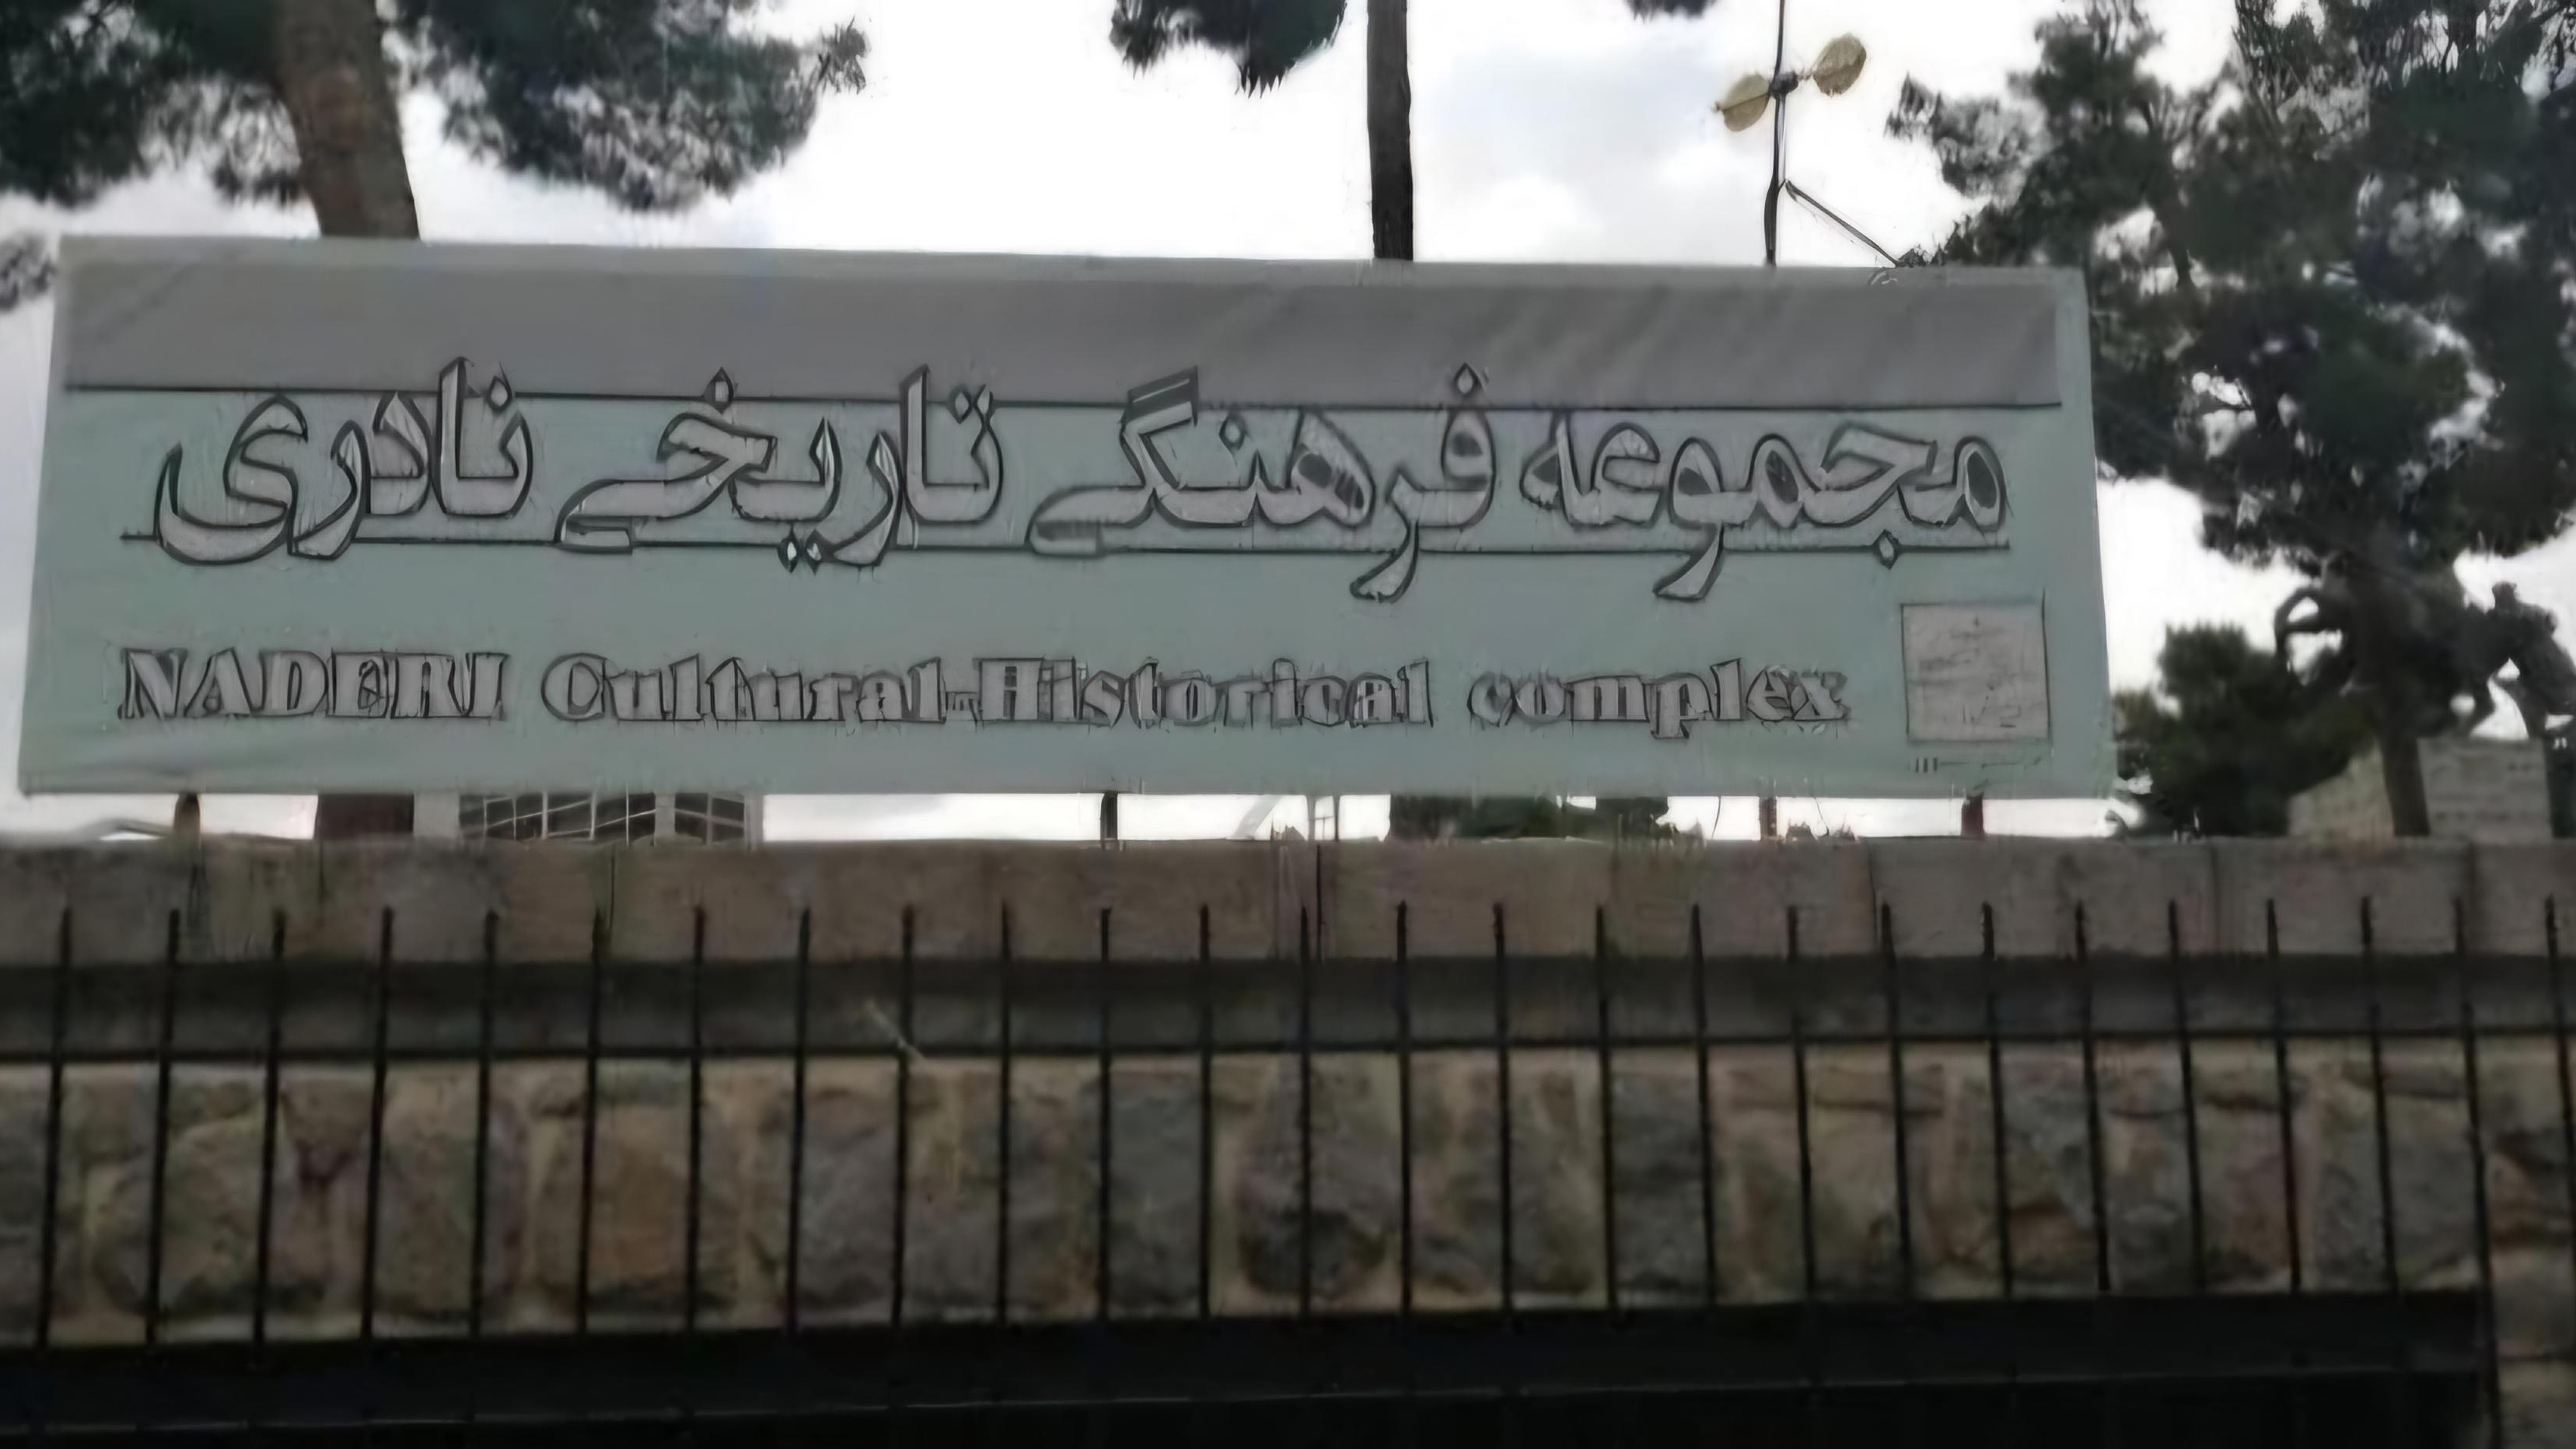 مجموعه فرهنگی تاریخی نادری
NADERI Cultural-Historical complex